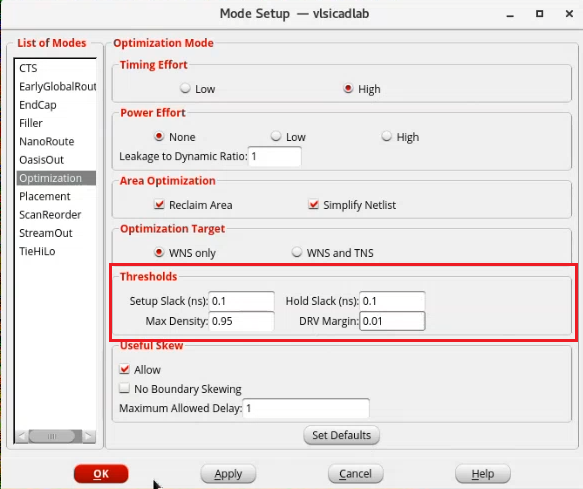 Mode Setup — vlsicadlab
List of Modes
CTS
EarlyGlobalRout
EndCap
Filler
NanoRoute
OasisOut
Optimization
Placement
ScanReorder
StreamOut
TieHiLo
Optimization Mode
Timing Effort
Low High
Power Effort
None Low High
Leakage to Dynamic Ratio: 1
Area Optimization
Reclaim Area Simplify Netlist
Optimization Target
WNS only WNS and TNS
Thresholds
Setup Slack (ns): 0.1 Hold Slack (ns): 0.1
Max Density: 0.95 DRV Margin: 0.01
Useful Skew
Allow
No Boundary Skewing
Maximum Allowed Delay: 1
Set Defaults
OK Apply Cancel Help